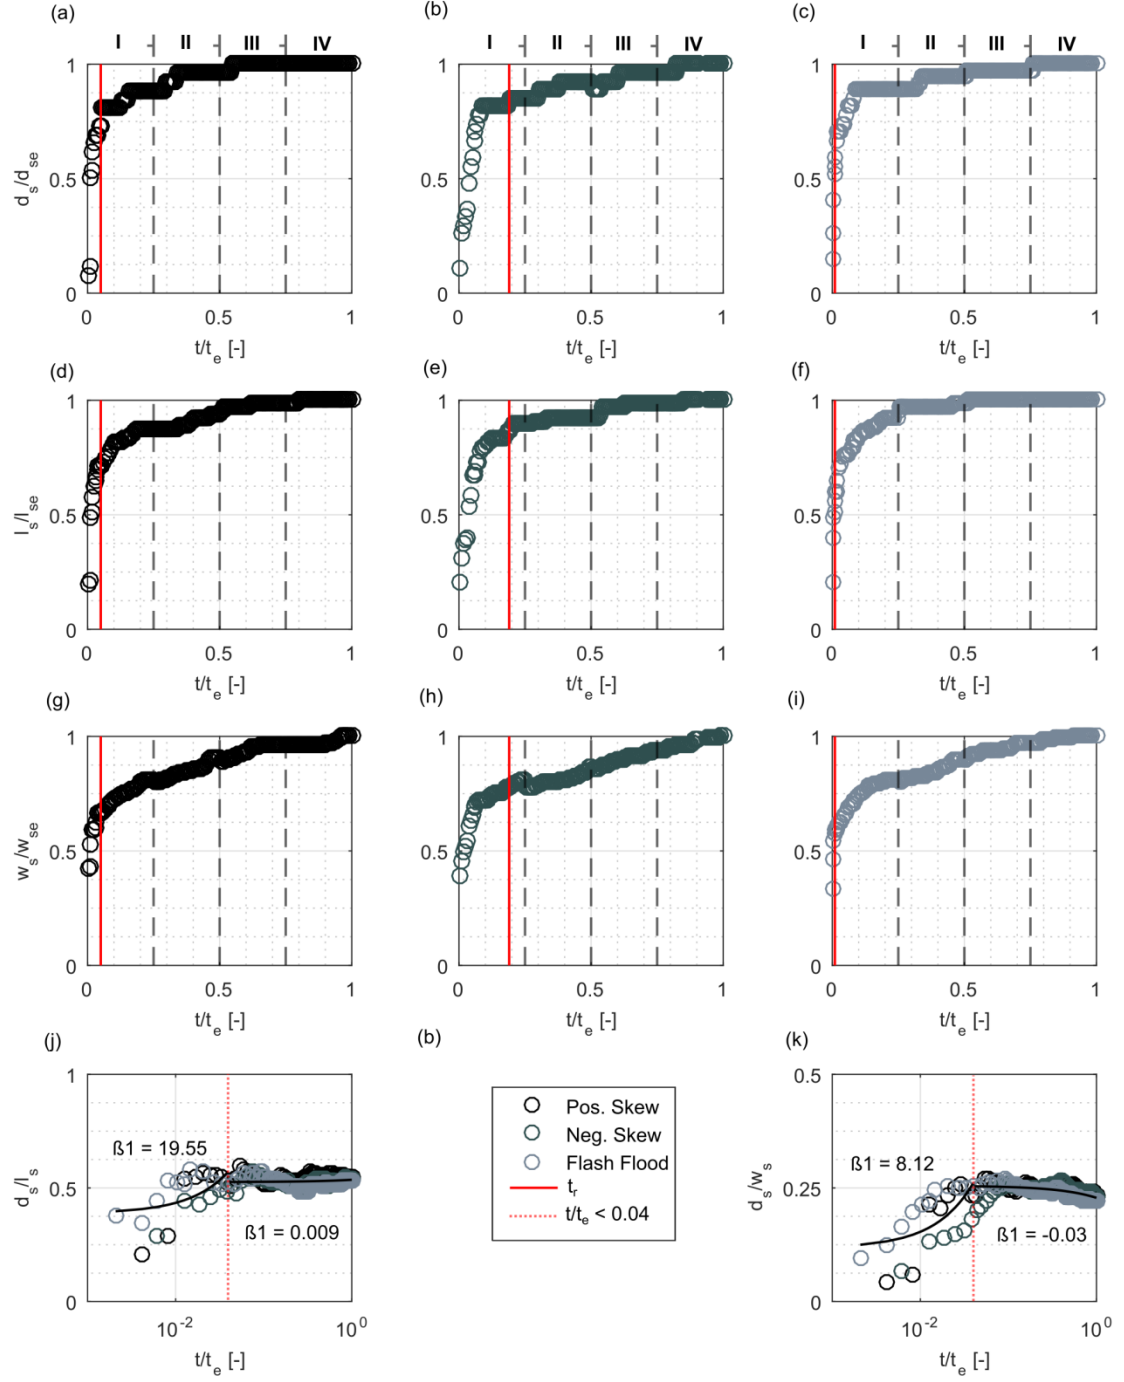 (a) (b) (c)
I II III IV I II III IV I II III IV
1 1 1
d_s/d_se 0.5 0.5 0.5
0 0 0
0 0.5 1 0 0.5 1 0 0.5 1
t/t_e [-] t/t_e [-] t/t_e [-]
(d) (e) (f)
1 1 1
l_s/l_se 0.5 0.5 0.5
0 0 0
0 0.5 1 0 0.5 1 0 0.5 1
t/t_e [-] t/t_e [-] t/t_e [-]
(g) (h) (i)
1 1 1
w_s/w_se 0.5 0.5 0.5
0 0 0
0 0.5 1 0 0.5 1 0 0.5 1
t/t_e [-] t/t_e [-] t/t_e [-]
(j) (b) (k)
1
d_s/l_s 0.5
0
ß1 = 19.55
ß1 = 0.009
10^-2 10^0
t/t_e [-]
Pos. Skew
Neg. Skew
Flash Flood
t_r
t/t_e < 0.04
0.5
d_s/w_s 0.25
0
ß1 = 8.12
ß1 = -0.03
10^-2 10^0
t/t_e [-]